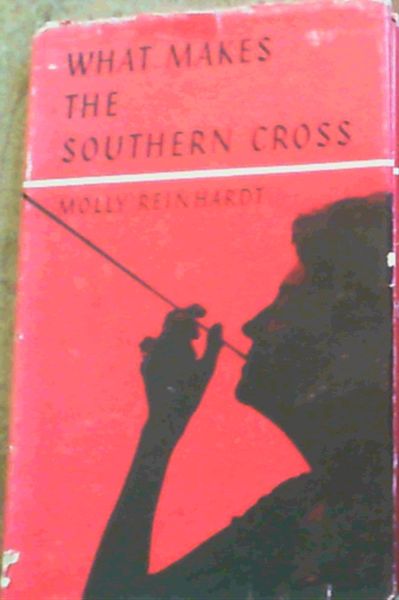 WHAT MAKES
THE
SOUTHERN CROSS
MOLLY REINHARDT